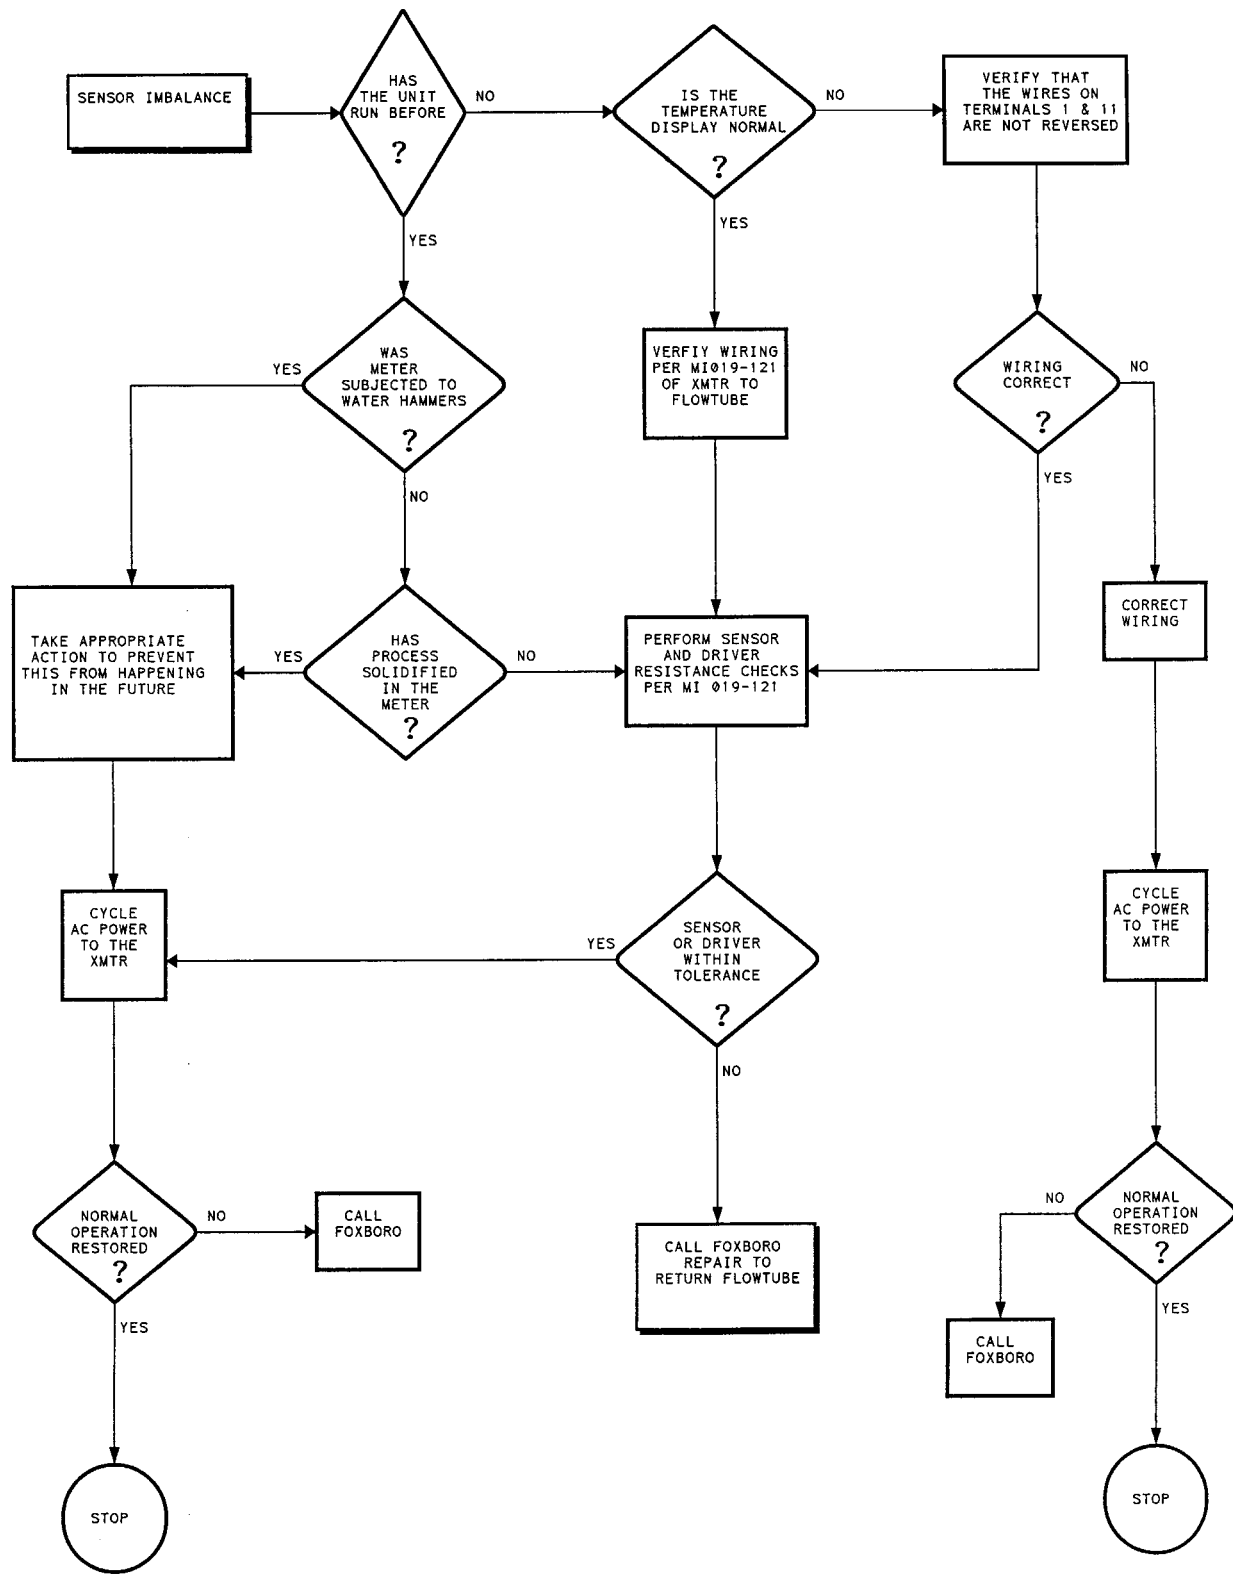 SENSOR IMBALANCE
HAS
THE UNIT
RUN BEFORE
?
NO
IS THE
TEMPERATURE
DISPLAY NORMAL
?
NO
VERIFY THAT
THE WIRES ON
TERMINALS 1 & 11
ARE NOT REVERSED
YES
YES
WAS
METER
SUBJECTED TO
WATER HAMMERS
?
YES
NO
VERFIY WIRING
PER MI019-121
OF XMTR TO
FLOWTUBE
WIRING
CORRECT
?
NO
YES
TAKE APPROPRIATE
ACTION TO PREVENT
THIS FROM HAPPENING
IN THE FUTURE
YES
HAS
PROCESS
SOLIDIFIED
IN THE
METER
?
NO
PERFORM SENSOR
AND DRIVER
RESISTANCE CHECKS
PER MI 019-121
CORRECT
WIRING
CYCLE
AC POWER
TO THE
XMTR
YES
SENSOR
OR DRIVER
WITHIN
TOLERANCE
?
NO
CYCLE
AC POWER
TO THE
XMTR
NORMAL
OPERATION
RESTORED
?
NO
CALL
FOXBORO
YES
CALL FOXBORO
REPAIR TO
RETURN FLOWTUBE
NO
NORMAL
OPERATION
RESTORED
?
YES
CALL
FOXBORO
STOP
STOP